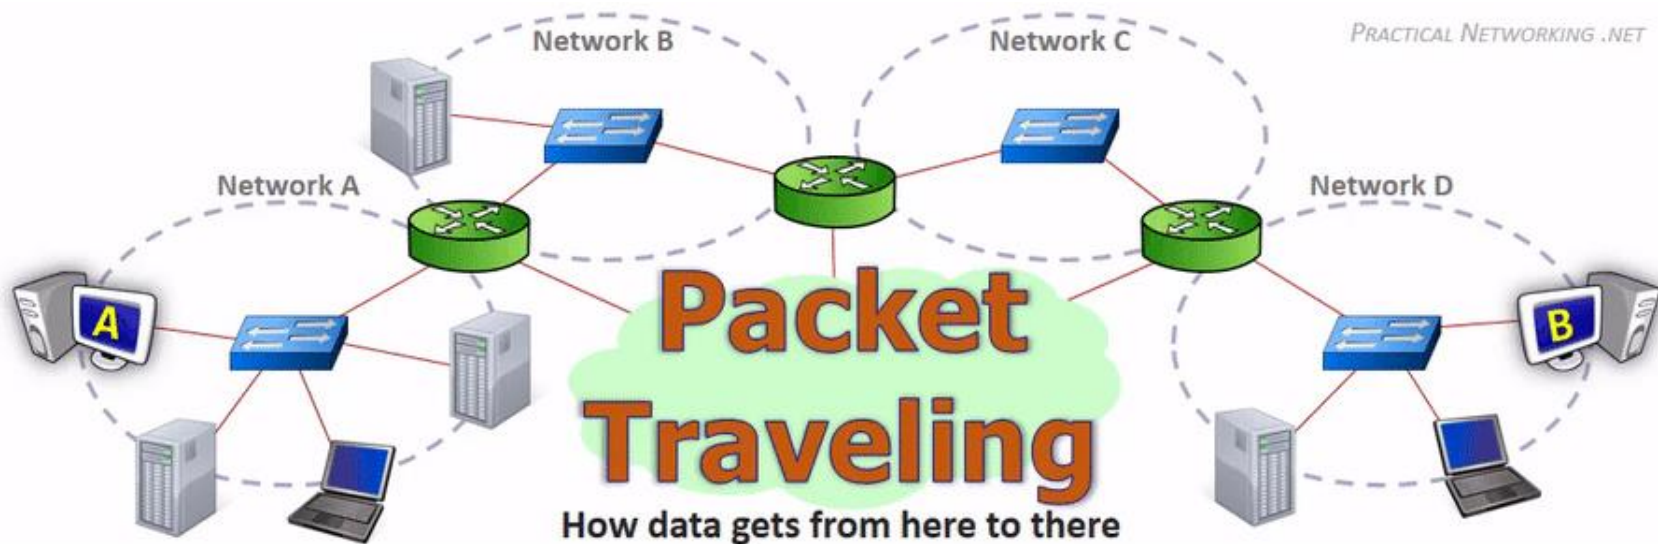 PRACTICAL NETWORKING .NET
Network B
Network C
Network A
Network D
A
B
Packet
Traveling
How data gets from here to there